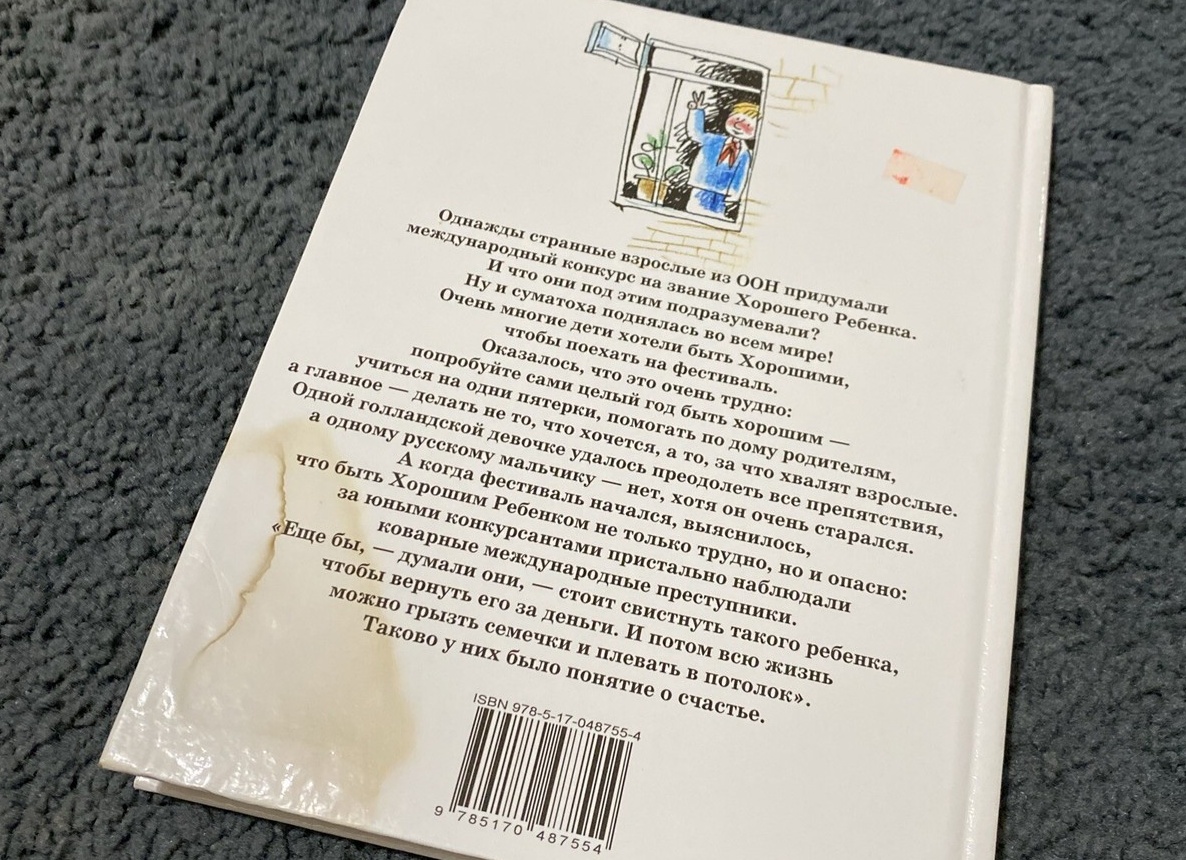 Однажды странные взрослые из ООН придумали
международный конкурс на звание Хорошего Ребенка.
И что они под этим подразумевали?
Ну и суматоха поднялась во всем мире!
Очень многие дети хотели быть Хорошими,
чтобы поехать на фестиваль.
Оказалось, что это очень трудно:
попробуйте сами целый год быть хорошим —
учиться на одни пятерки, помогать по дому родителям,
а главное — делать не то, что хочется, а то, за что хвалят взрослые.
Одной голландской девочке удалось преодолеть все препятствия,
а одному русскому мальчику — нет, хотя он очень старался.
А когда фестиваль начался, выяснилось,
что быть Хорошим Ребенком не только трудно, но и опасно:
за юными конкурсантами пристально наблюдали
коварные международные преступники.
«Еще бы, — думали они, — стоит свистнуть такого ребенка,
чтобы вернуть его за деньги. И потом всю жизнь
можно грызть семечки и плевать в потолок».
Таково у них было понятие о счастье.
ISBN 978-5-17-048755-4
9 785170 487554